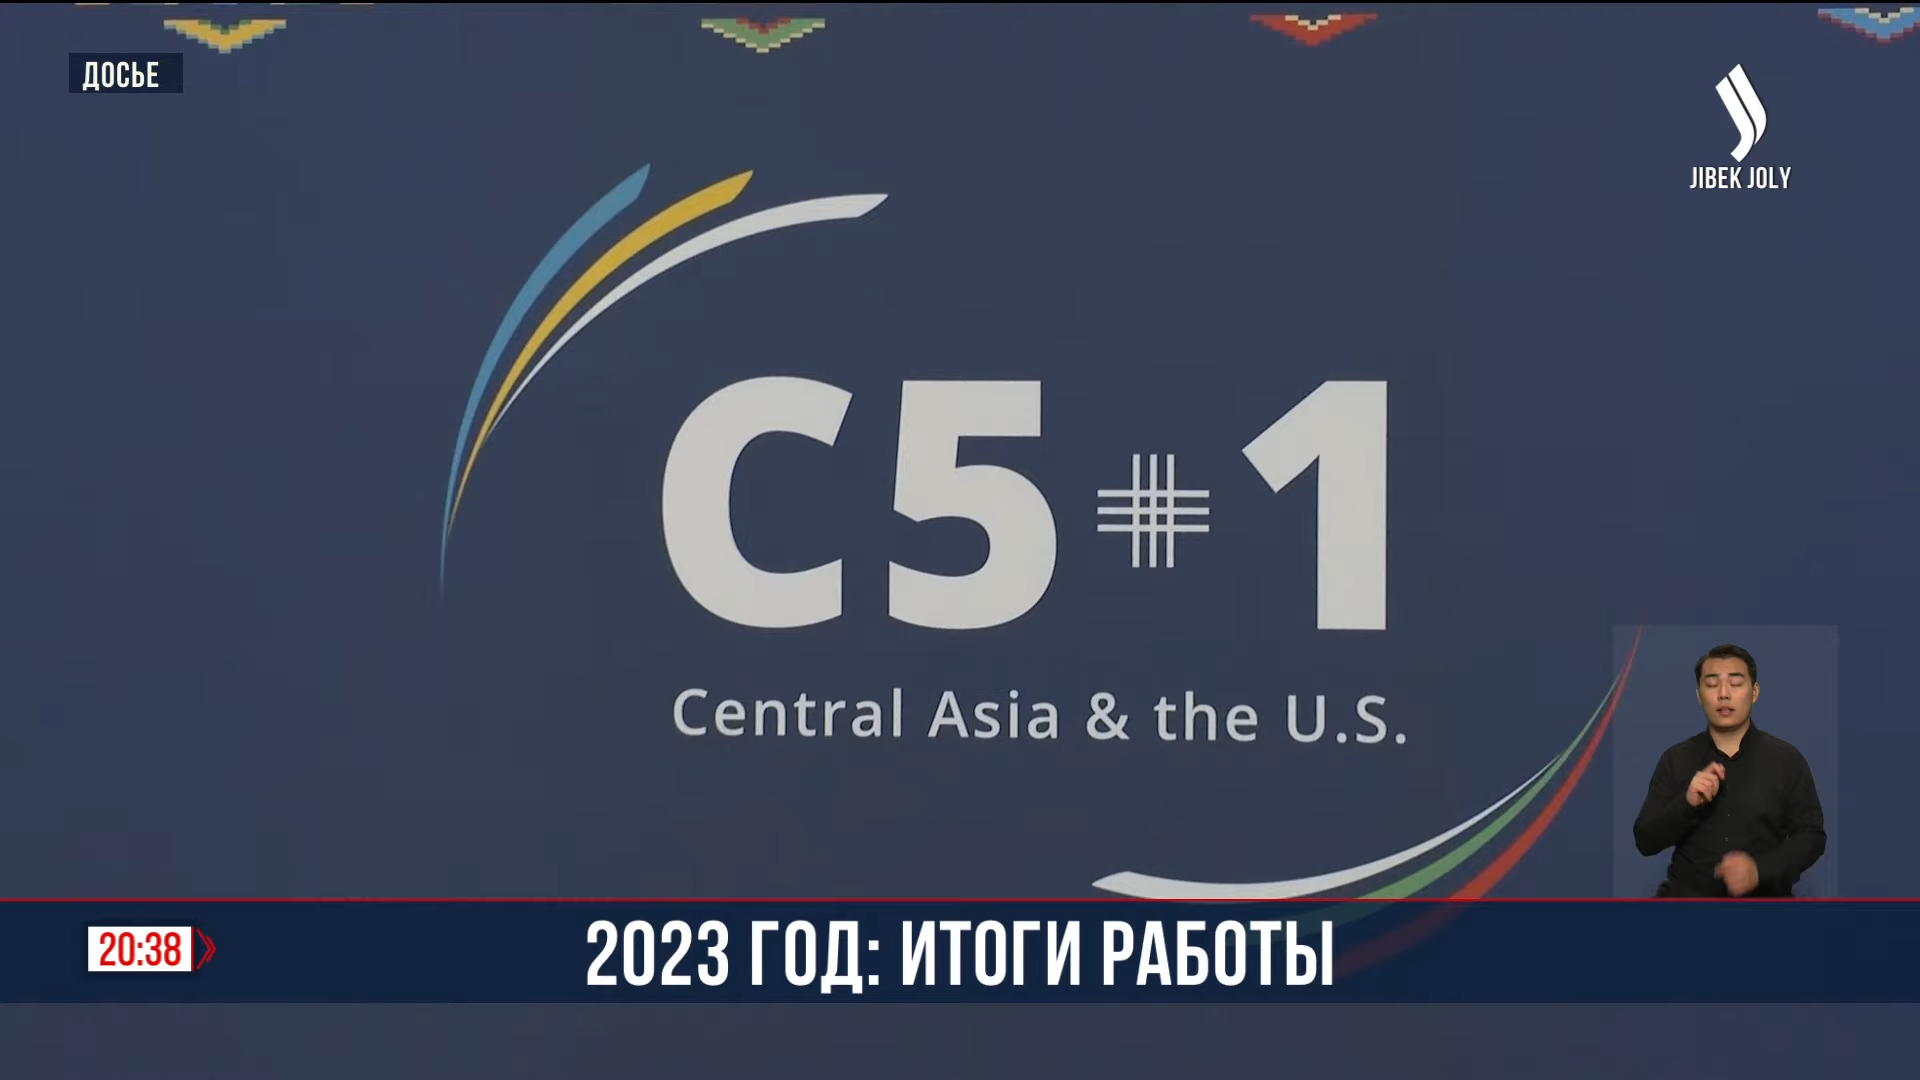 ДОСЬЕ
JIBEK JOLY
C5+1
Central Asia & the U.S.
20:38
2023 ГОД: ИТОГИ РАБОТЫ